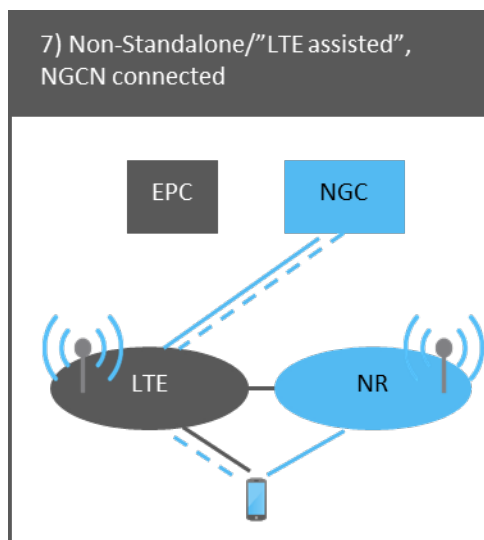 7) Non-Standalone/”LTE assisted”,
NGCN connected
EPC
NGC
LTE
NR